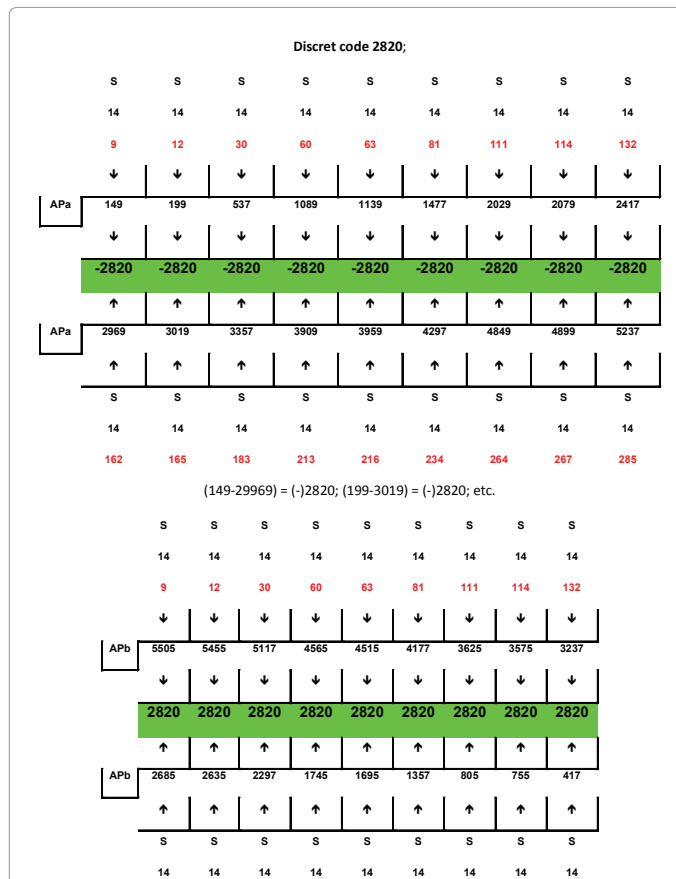 Discret code 2820;
S S S S S S S S S
14 14 14 14 14 14 14 14 14
9 12 30 60 63 81 111 114 132
APa 149 199 537 1089 1139 1477 2029 2079 2417
-2820 -2820 -2820 -2820 -2820 -2820 -2820 -2820 -2820
APa 2969 3019 3357 3909 3959 4297 4849 4899 5237
S S S S S S S S S
14 14 14 14 14 14 14 14 14
162 165 183 213 216 234 264 267 285
(149-29969) = (-)2820; (199-3019) = (-)2820; etc.
S S S S S S S S S
14 14 14 14 14 14 14 14 14
9 12 30 60 63 81 111 114 132
APb 5505 5455 5117 4565 4515 4177 3625 3575 3237
2820 2820 2820 2820 2820 2820 2820 2820 2820
APb 2685 2635 2297 1745 1695 1357 805 755 417
S S S S S S S S S
14 14 14 14 14 14 14 14 14